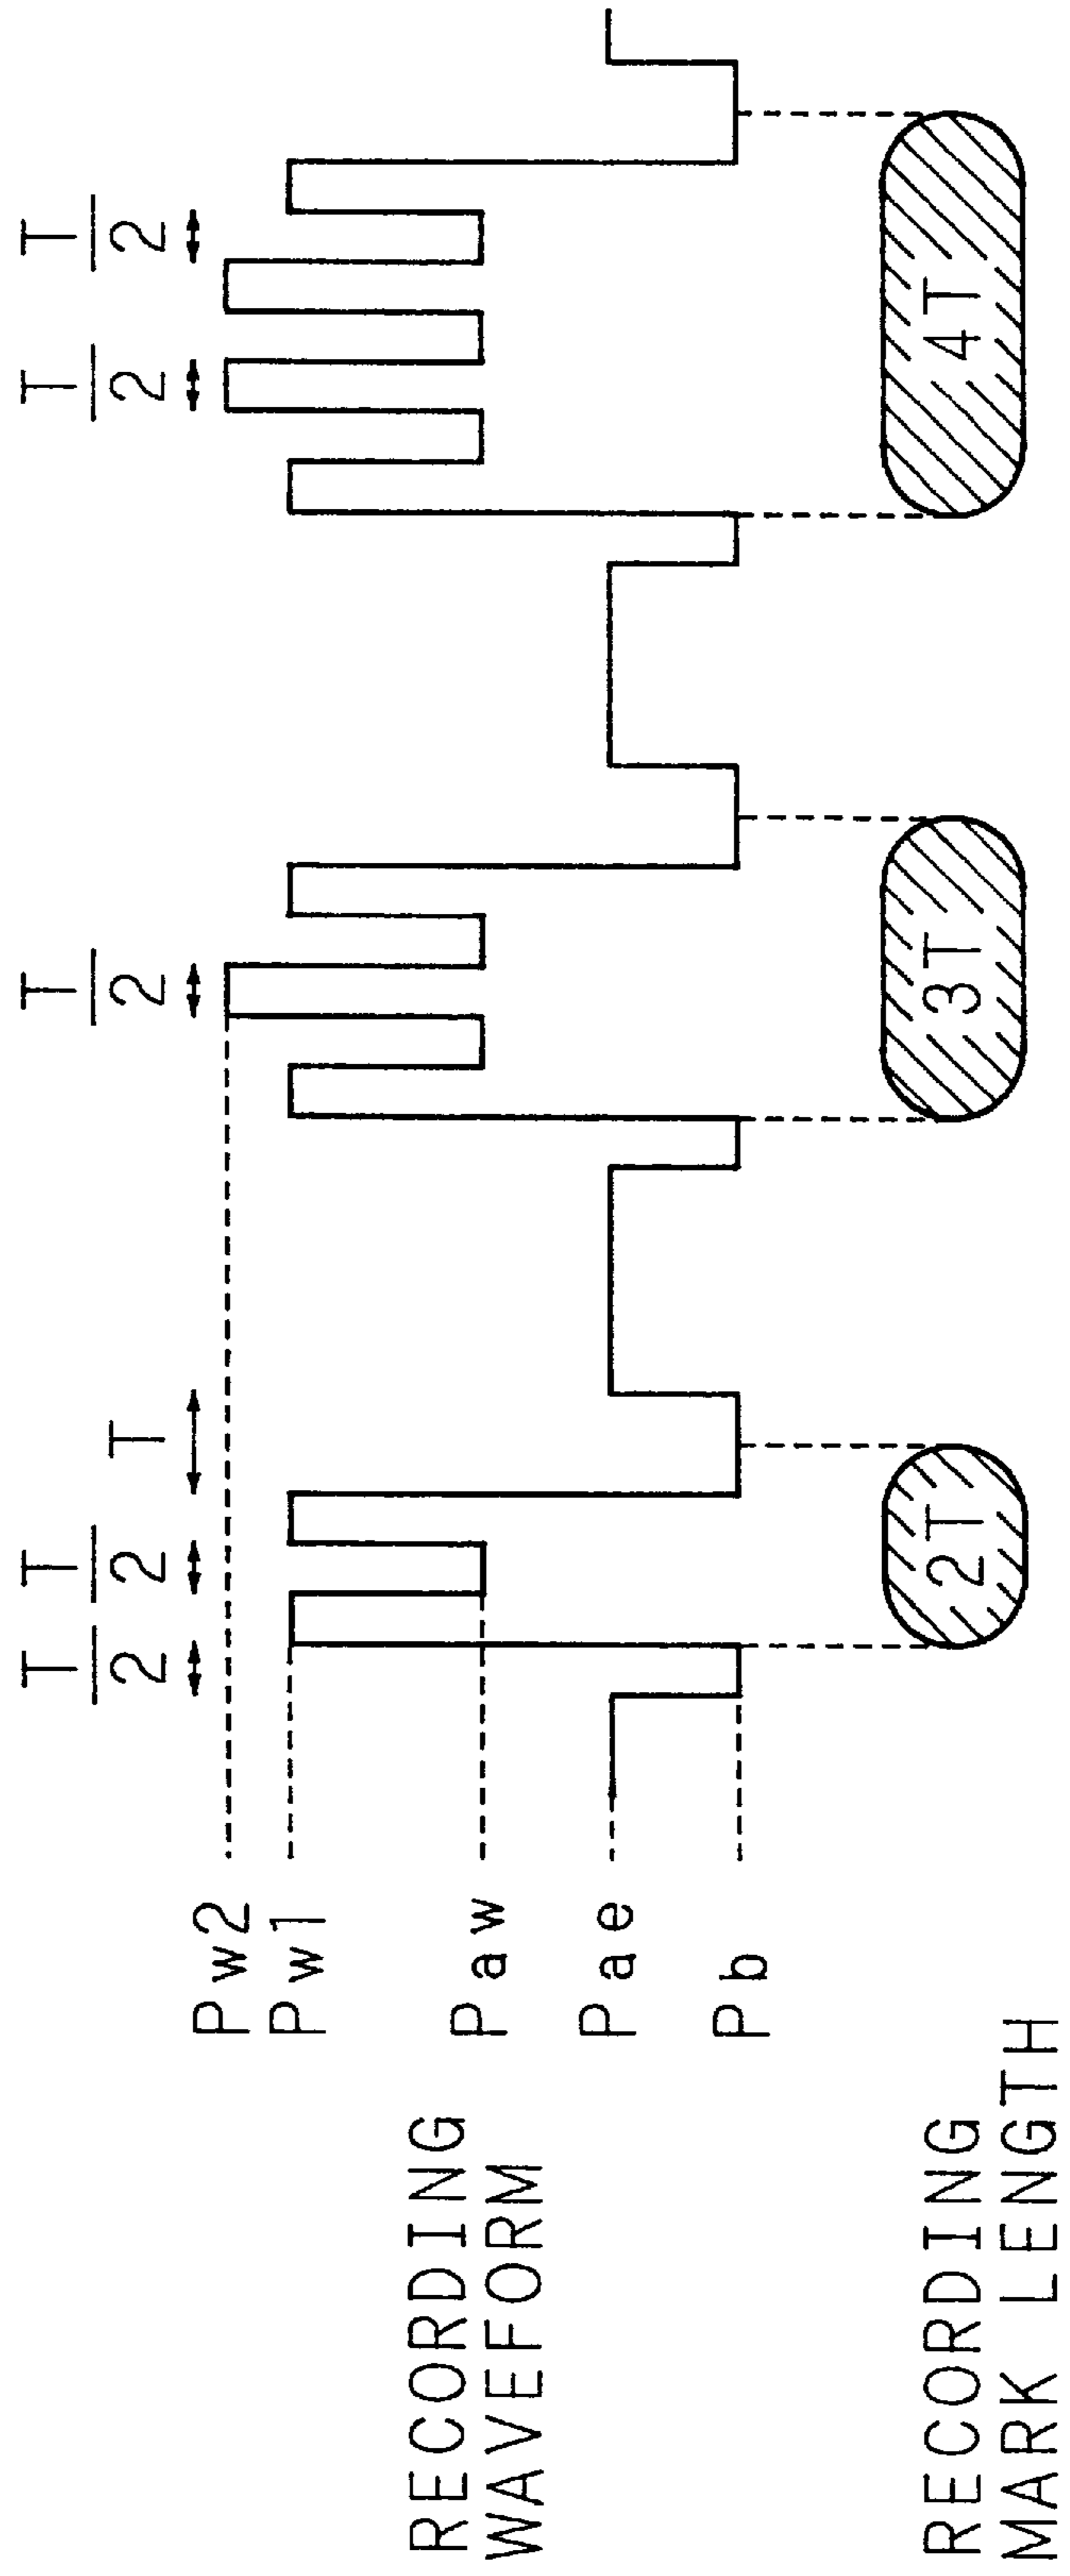 T/2 T/2 T T/2 T/2 T/2
Pw2
Pw1
Paw
Pae
Pb
RECORDING
WAVEFORM
2T 3T 4T
RECORDING
MARK LENGTH